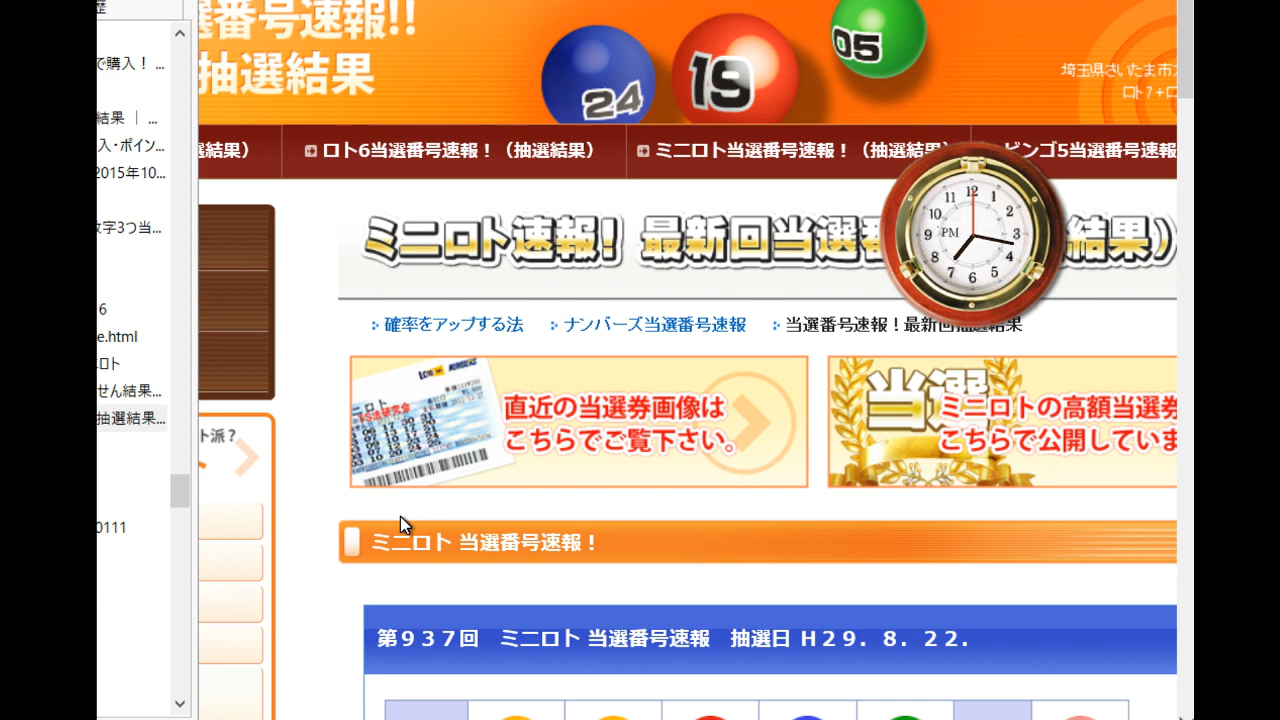 選番号速報!!
抽選結果
24
19
05
埼玉県さいたま市
ロト7+ロ
選結果）
ロト6当選番号速報！（抽選結果）
ミニロト当選番号速報！（抽選結果）
ビンゴ5当選番号速報
歴
で購入！ ...
結果 ｜ ...
入・ポイン...
2015年10...
数字3つ当...
6
e.html
ニロト
せん結果...
抽選結果...
0111
ト派？
ミニロト速報！ 最新回当選番
結果）
12
1
2
3
4
5
6
7
8
9
10
11
PM
確率をアップする法
ナンバーズ当選番号速報
当選番号速報！最新回抽選結果
直近の当選券画像は
こちらでご覧下さい。
当選
ミニロトの高額当選券
こちらで公開していま
ミニロト 当選番号速報！
第９３７回　ミニロト 当選番号速報　抽選日 Ｈ２９．８．２２．